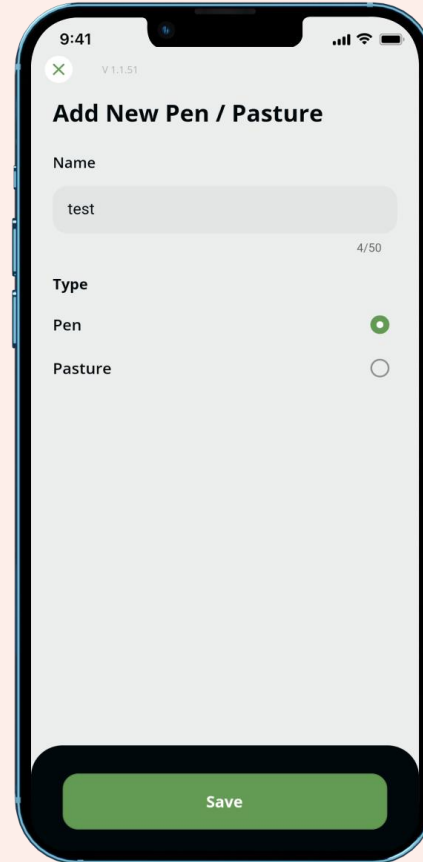 9:41
V 1.1.51
Add New Pen / Pasture
Name
test
4/50
Type
Pen
Pasture
Save